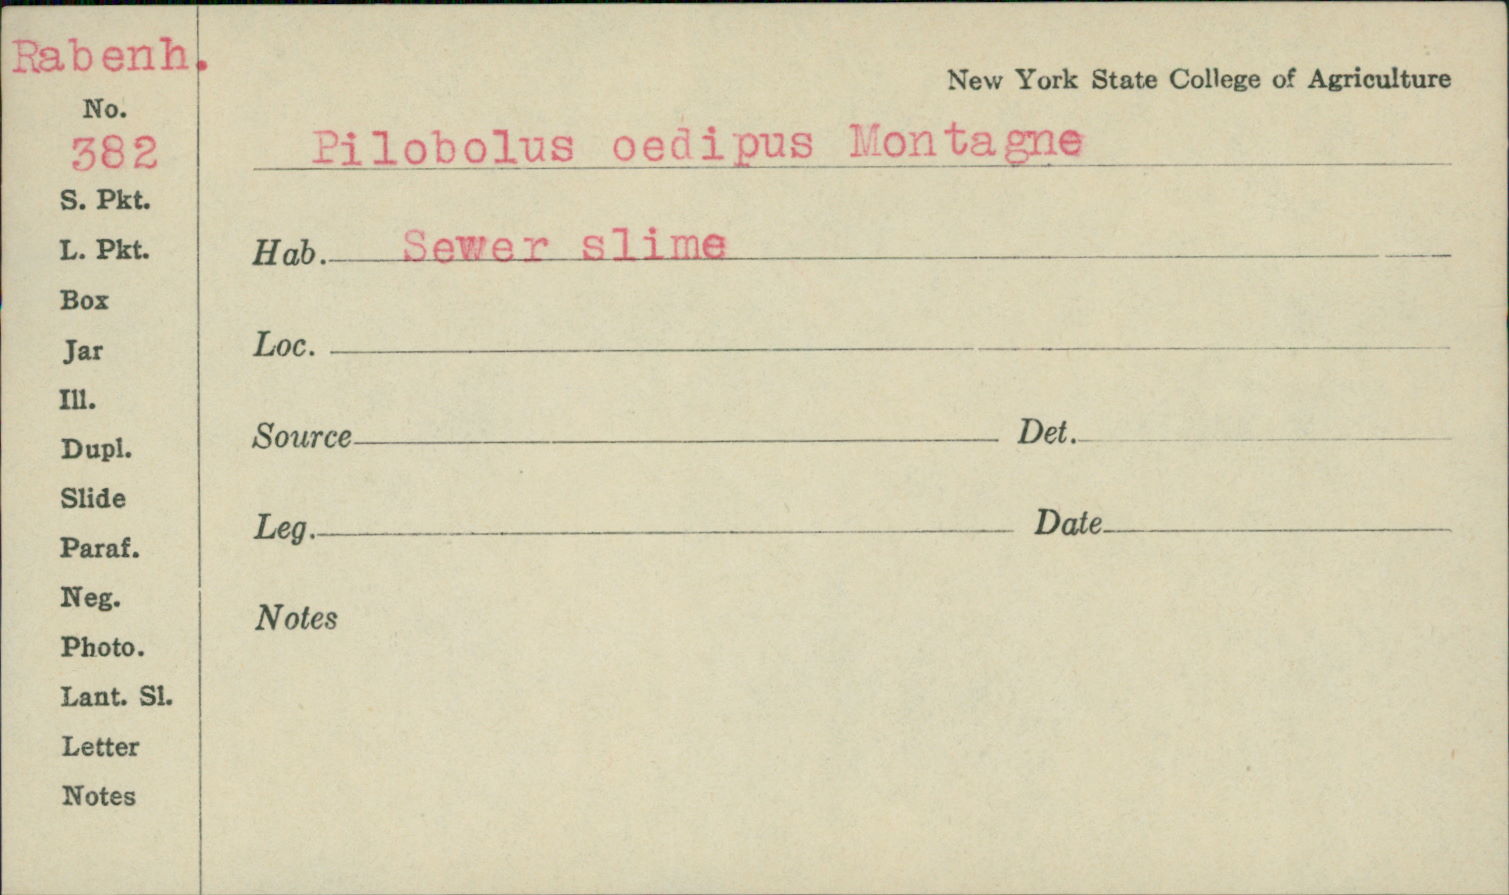 Rabenh.
No.
382
S. Pkt.
L. Pkt.
Box
Jar
Ill.
Dupl.
Slide
Paraf.
Neg.
Photo.
Lant. Sl.
Letter
Notes
New York State College of Agriculture
Pilobolus oedipus Montagne
Hab. Sewer slime
Loc.
Source Det.
Leg. Date
Notes